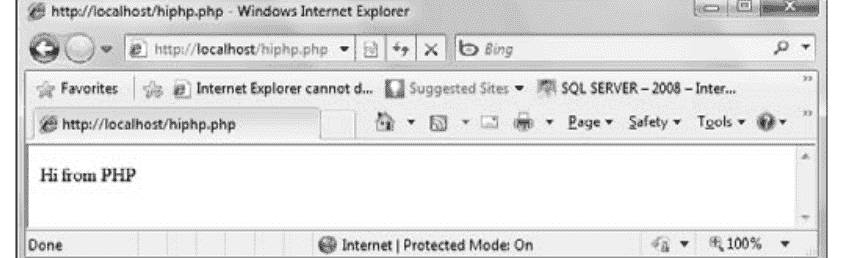 http://localhost/hiphp.php - Windows Internet Explorer
http://localhost/hiphp.php Bing
Favorites Internet Explorer cannot d... Suggested Sites SQL SERVER – 2008 – Inter...
http://localhost/hiphp.php Page Safety Tools
Hi from PHP
Done Internet | Protected Mode: On 100%